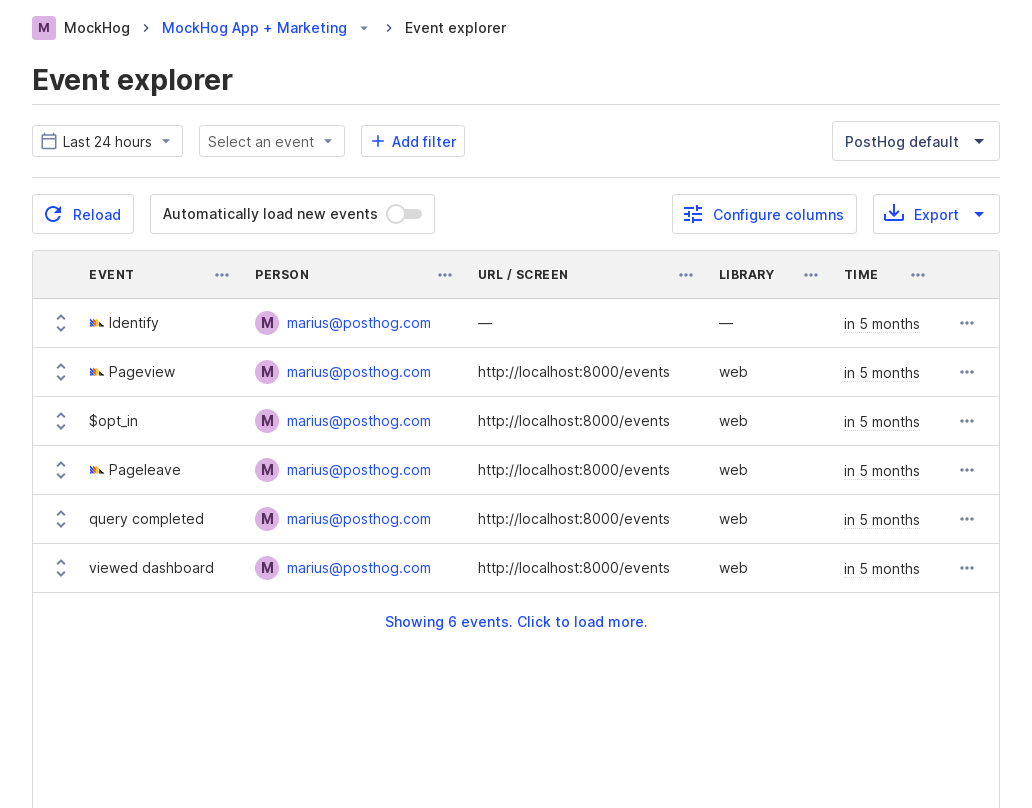 M MockHog MockHog App + Marketing Event explorer
Event explorer
Last 24 hours Select an event Add filter PostHog default
Reload Automatically load new events Configure columns Export
EVENT PERSON URL / SCREEN LIBRARY TIME
Identify M marius@posthog.com — — in 5 months
Pageview M marius@posthog.com http://localhost:8000/events web in 5 months
$opt_in M marius@posthog.com http://localhost:8000/events web in 5 months
Pageleave M marius@posthog.com http://localhost:8000/events web in 5 months
query completed M marius@posthog.com http://localhost:8000/events web in 5 months
viewed dashboard M marius@posthog.com http://localhost:8000/events web in 5 months
Showing 6 events. Click to load more.